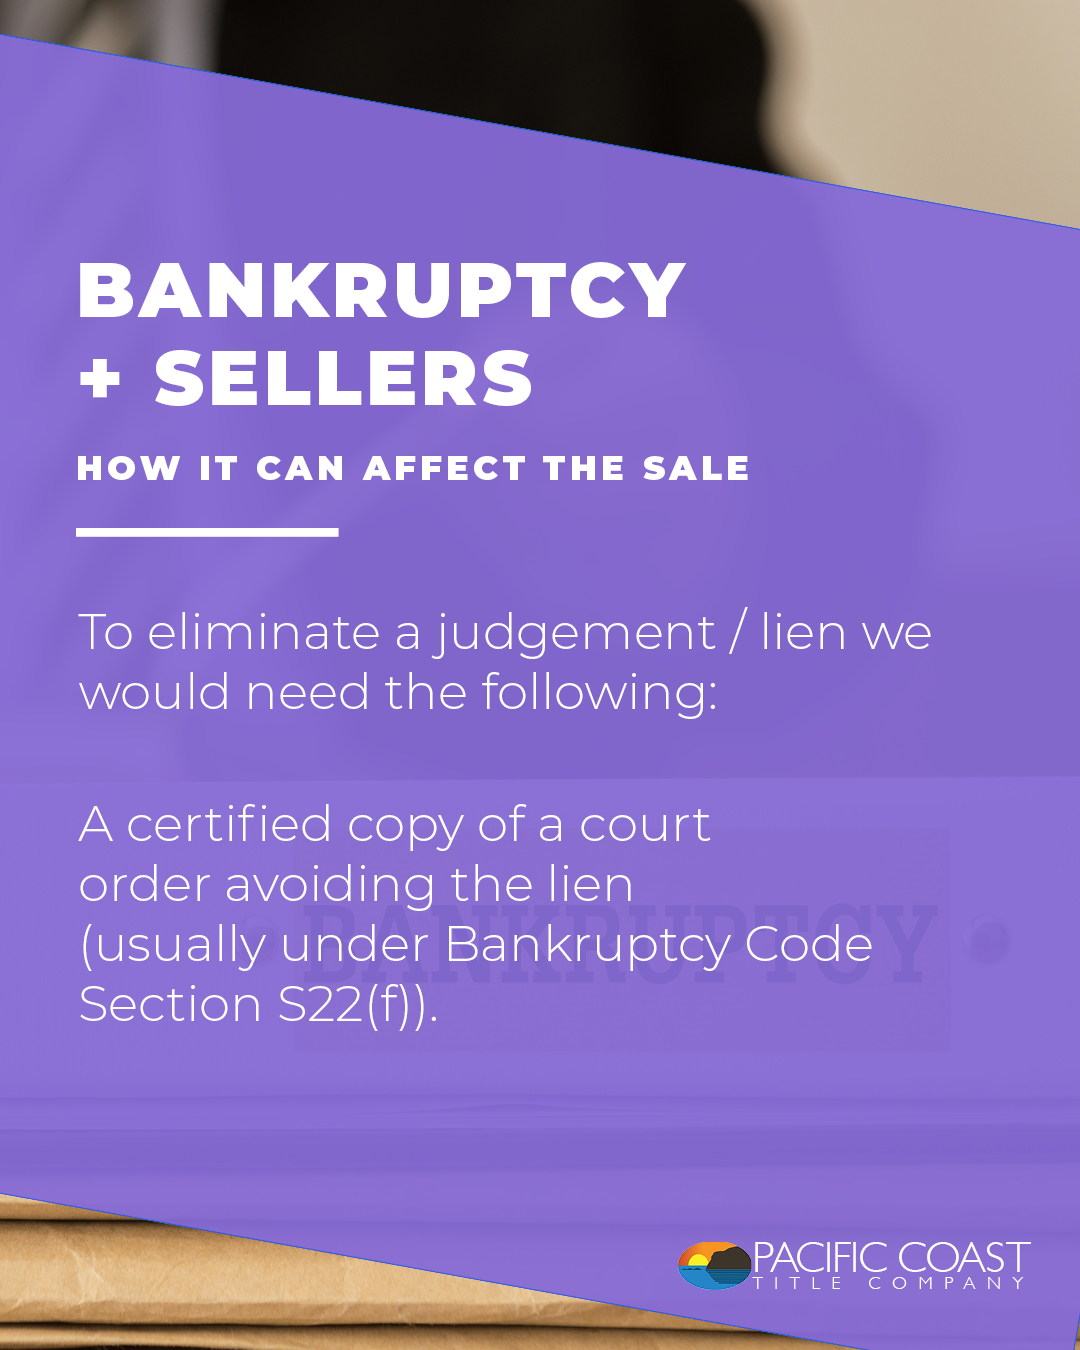 BANKRUPTCY
+ SELLERS
HOW IT CAN AFFECT THE SALE
To eliminate a judgement / lien we
would need the following:
A certified copy of a court
order avoiding the lien
(usually under Bankruptcy Code
Section S22(f)).
BANKRUPTCY
PACIFIC COAST
TITLE COMPANY